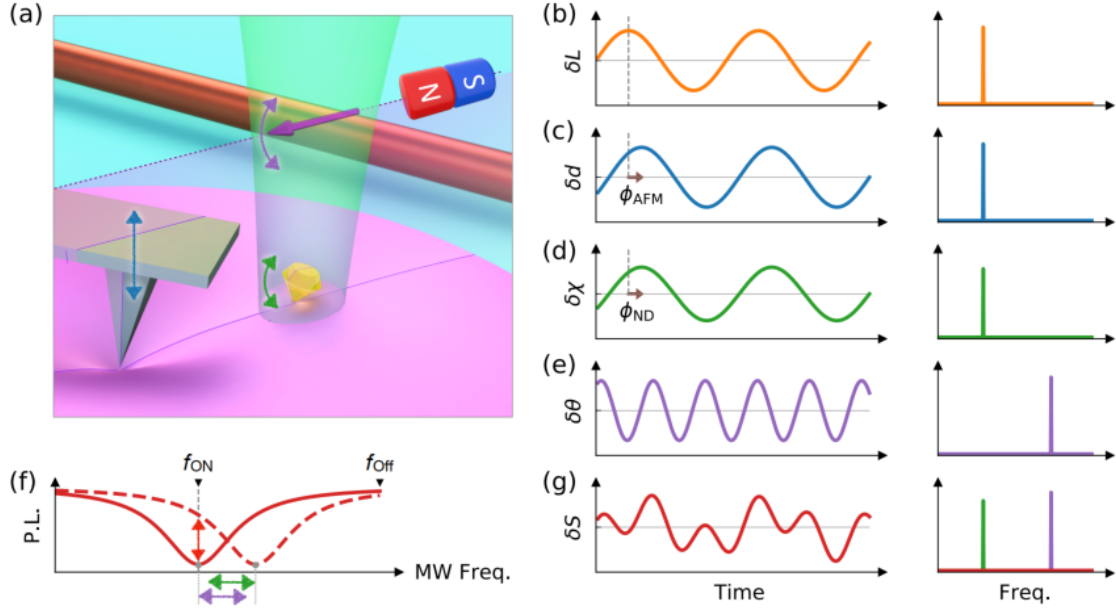 (a)
N S
(b)
δL
(c)
δd
ϕAFM
(d)
δχ
ϕND
(e)
δθ
(f)
P.L.
fON
fOff
MW Freq.
(g)
δS
Time
Freq.